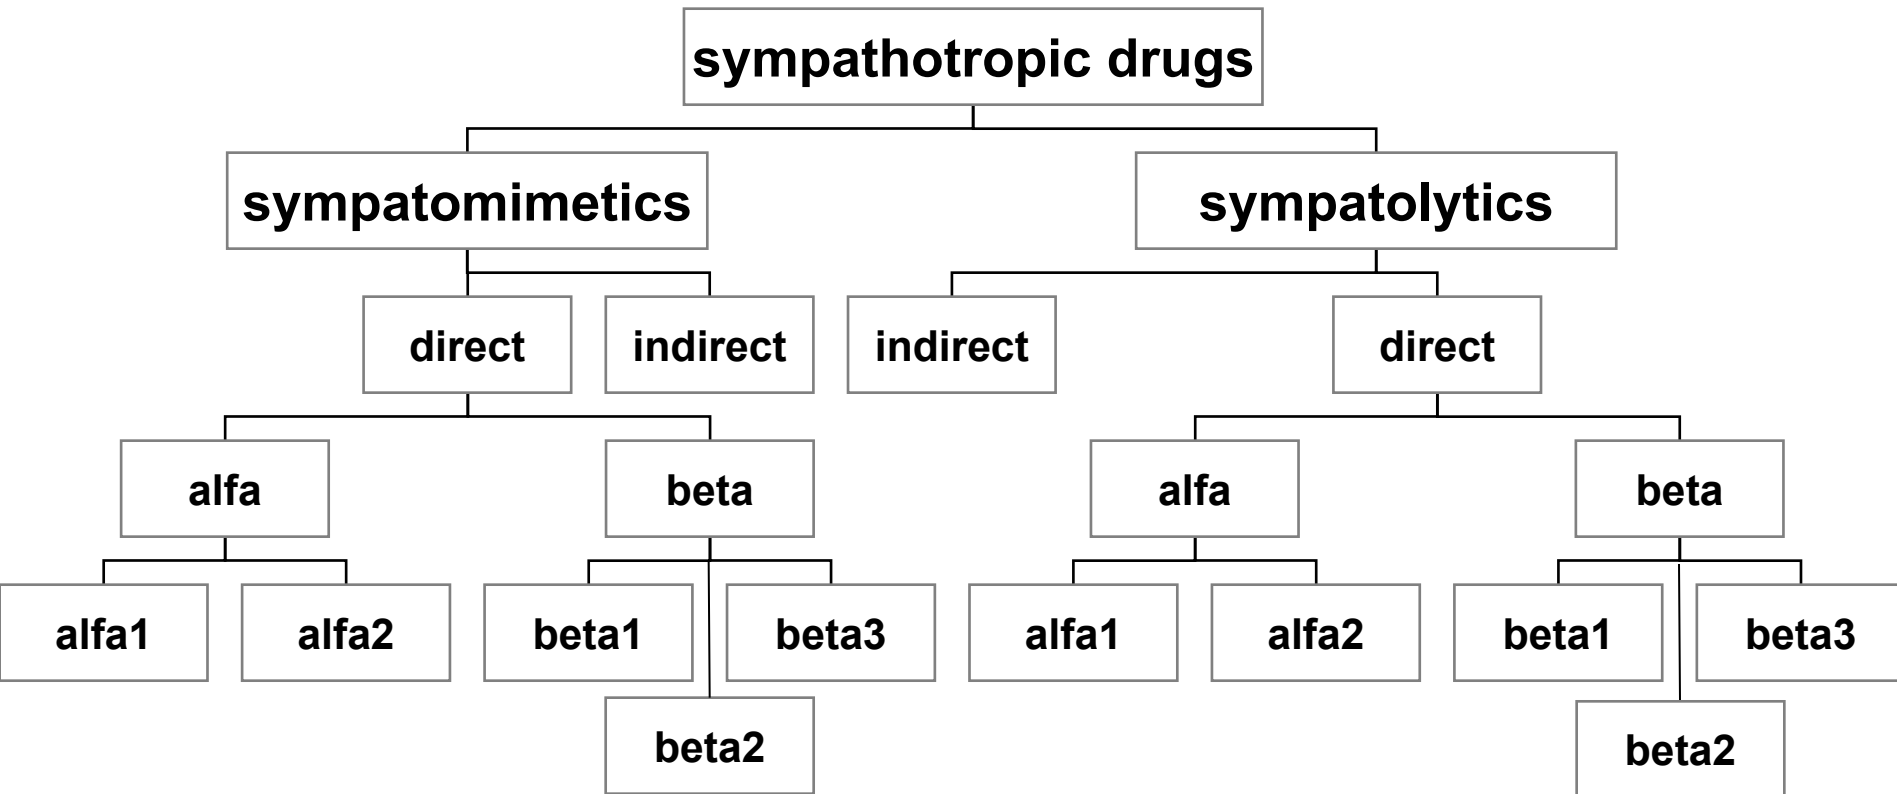 sympathotropic drugs
sympatomimetics
sympatolytics
direct
indirect
indirect
direct
alfa
beta
alfa
beta
alfa1
alfa2
beta1
beta3
alfa1
alfa2
beta1
beta3
beta2
beta2